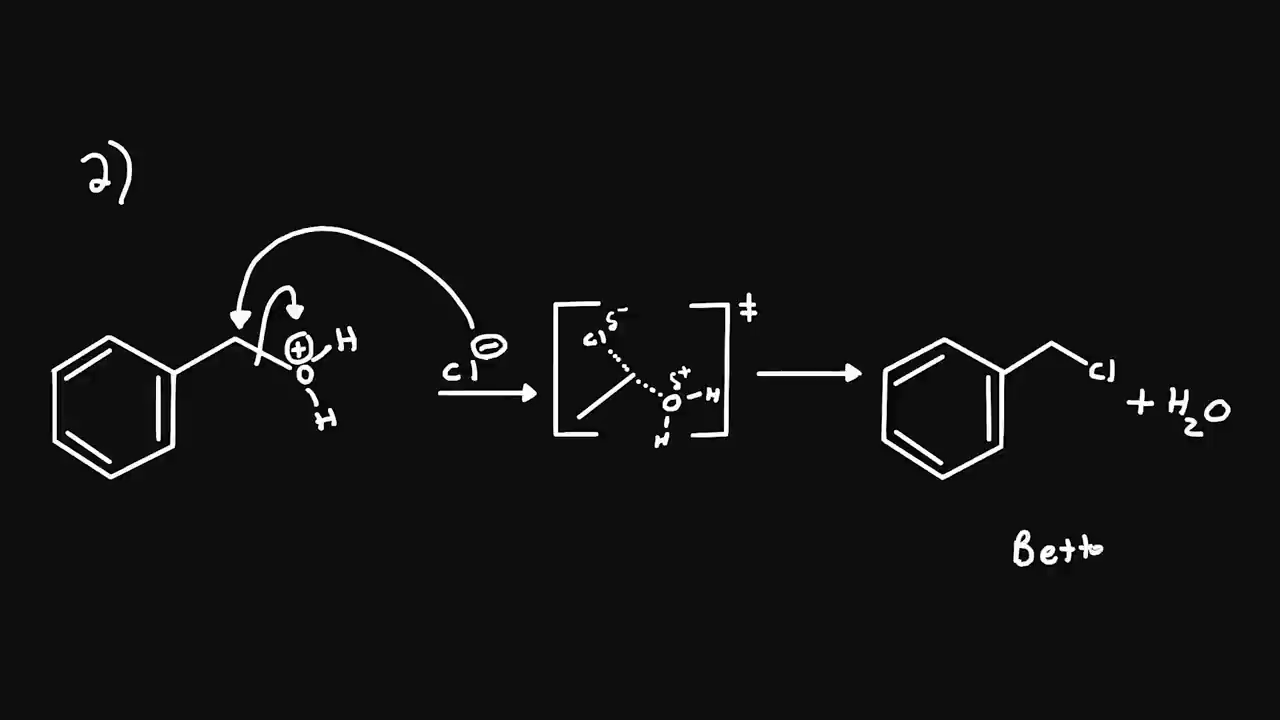 2)
⊕ H
O
H
Cl ⊖
Cl δ-
δ+
O H
H
‡
Cl
+ H2O
Bett